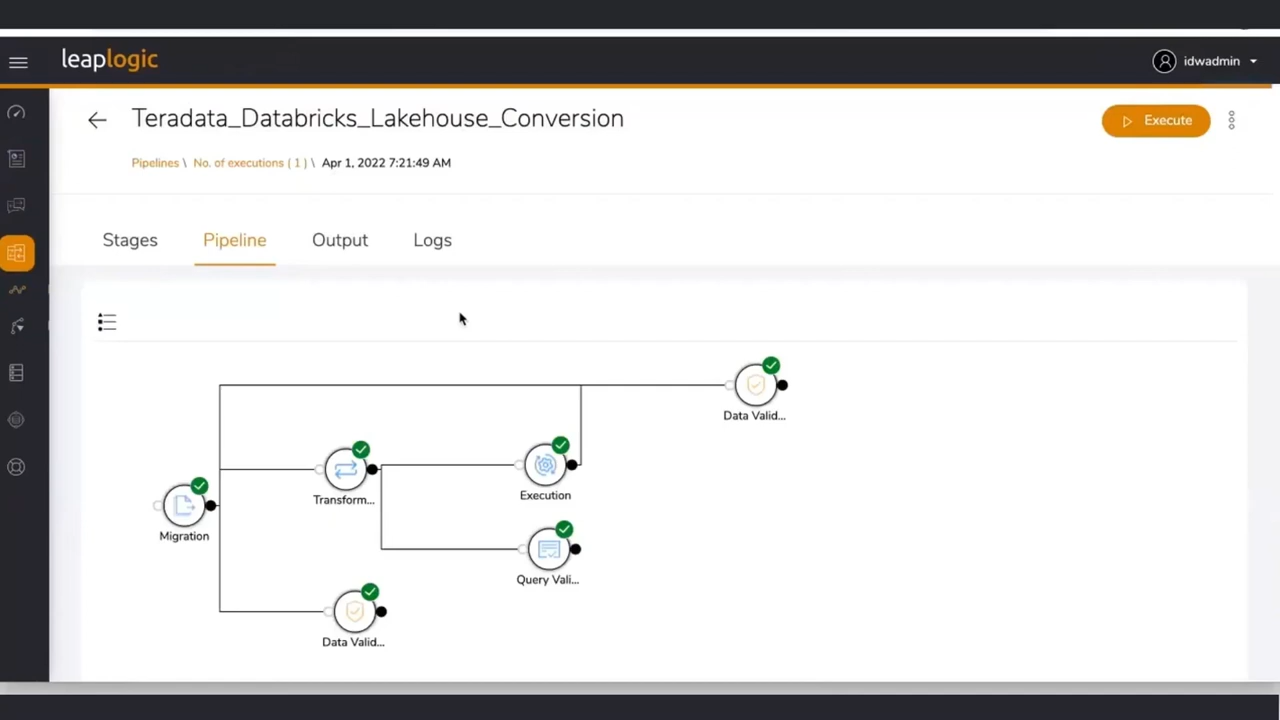 leaplogic
idwadmin
Teradata_Databricks_Lakehouse_Conversion
Execute
Pipelines \ No. of executions ( 1 ) \ Apr 1, 2022 7:21:49 AM
Stages Pipeline Output Logs
Data Valid...
Transform...
Execution
Migration
Query Vali...
Data Valid...